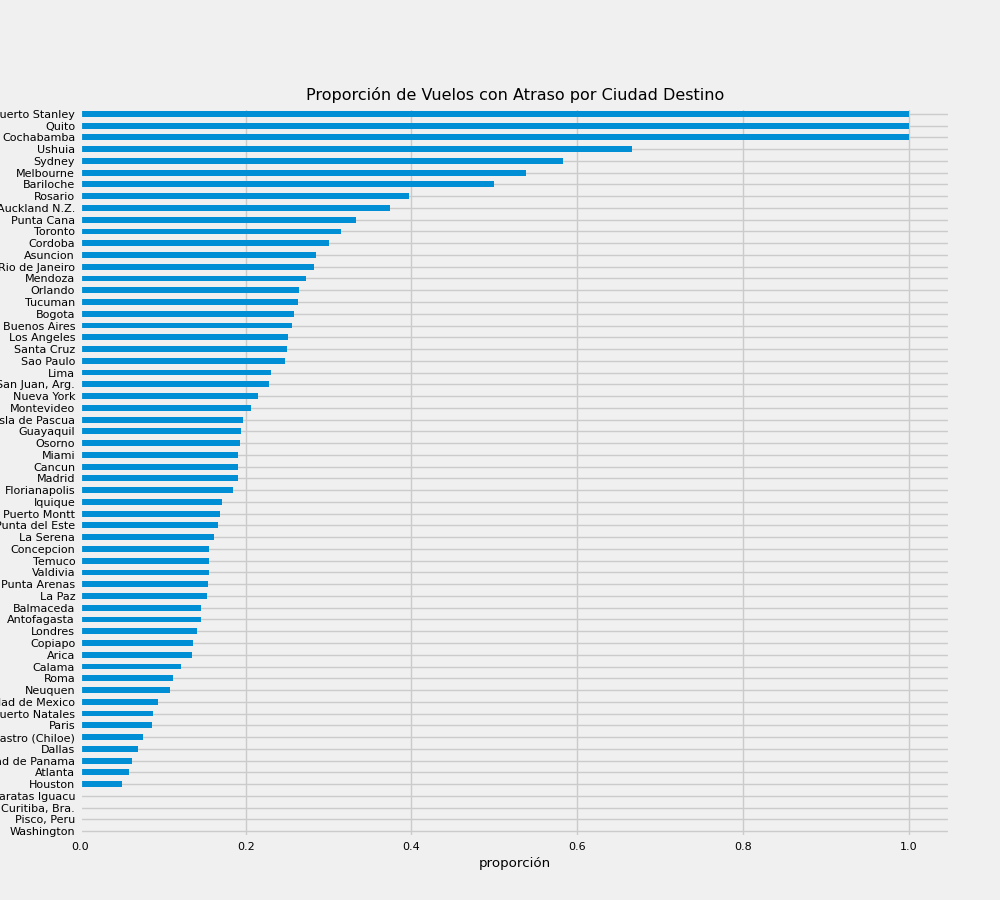 Proporción de Vuelos con Atraso por Ciudad Destino
uerto Stanley
Quito
Cochabamba
Ushuia
Sydney
Melbourne
Bariloche
Rosario
Auckland N.Z.
Punta Cana
Toronto
Cordoba
Asuncion
Rio de Janeiro
Mendoza
Orlando
Tucuman
Bogota
Buenos Aires
Los Angeles
Santa Cruz
Sao Paulo
Lima
San Juan, Arg.
Nueva York
Montevideo
sla de Pascua
Guayaquil
Osorno
Miami
Cancun
Madrid
Florianapolis
Iquique
Puerto Montt
Punta del Este
La Serena
Concepcion
Temuco
Valdivia
Punta Arenas
La Paz
Balmaceda
Antofagasta
Londres
Copiapo
Arica
Calama
Roma
Neuquen
dad de Mexico
uerto Natales
Paris
astro (Chiloe)
Dallas
ad de Panama
Atlanta
Houston
aratas Iguacu
Curitiba, Bra.
Pisco, Peru
Washington
0.0 0.2 0.4 0.6 0.8 1.0
proporción